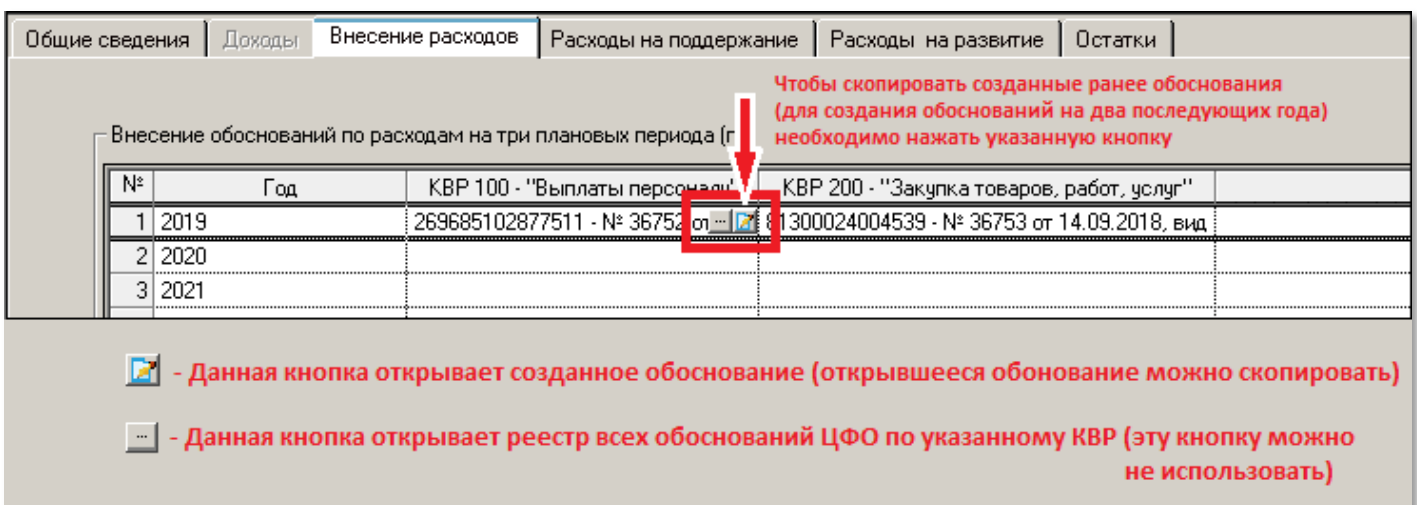 Общие сведения Доходы Внесение расходов Расходы на поддержание Расходы на развитие Остатки
Чтобы скопировать созданные ранее обоснования
(для создания обоснований на два последующих года)
необходимо нажать указанную кнопку
Внесение обоснований по расходам на три плановых периода (г
№ Год КВР 100 - "Выплаты персоналу" КВР 200 - "Закупка товаров, работ, услуг"
1 2019 269685102877511 - № 36752 от ... 81300024004539 - № 36753 от 14.09.2018, вид
2 2020
3 2021
- Данная кнопка открывает созданное обоснование (открывшееся обонование можно скопировать)
... - Данная кнопка открывает реестр всех обоснований ЦФО по указанному КВР (эту кнопку можно
не использовать)